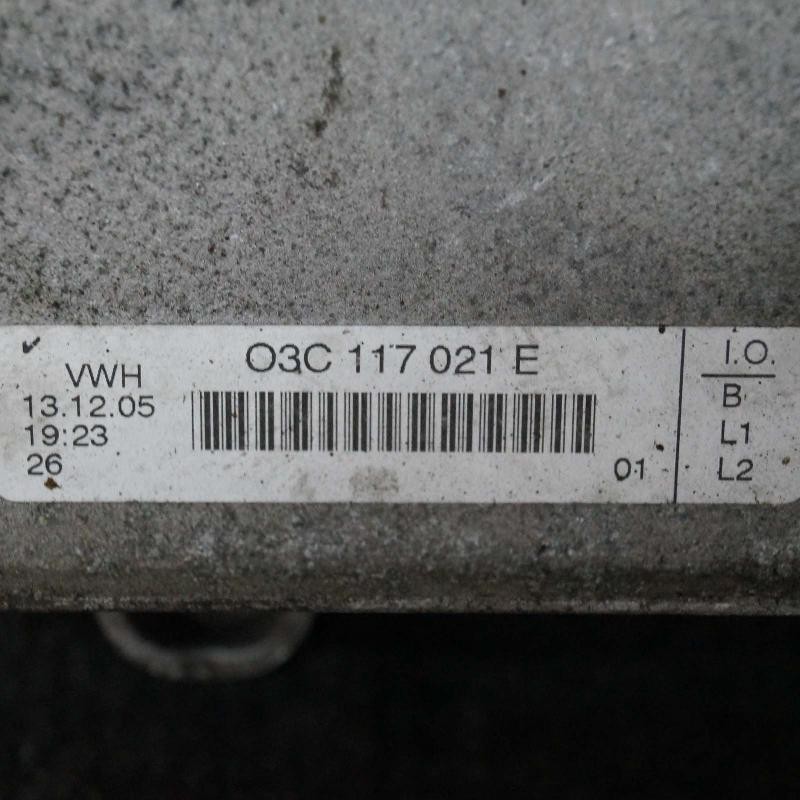 VWH
13.12.05
19:23
26
03C 117 021 E
01
I.O.
B
L1
L2